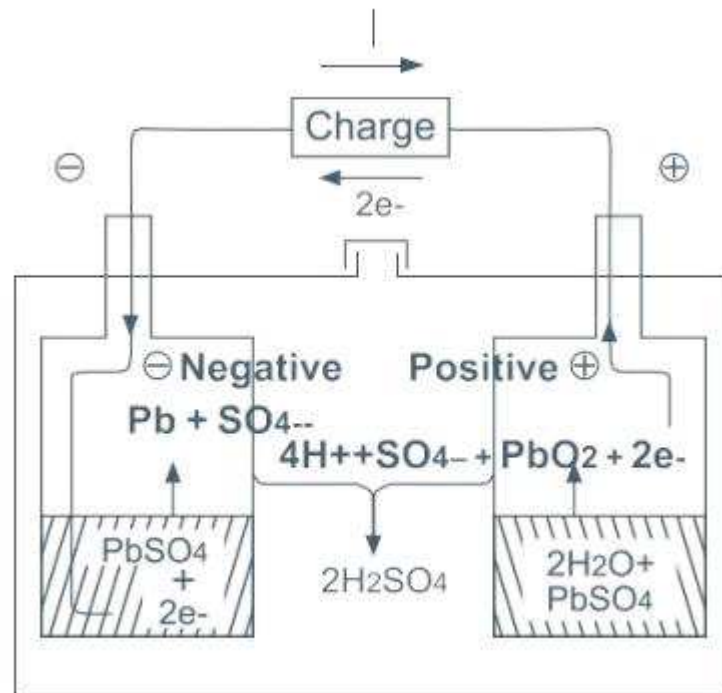 I
Charge
2e-
⊖
⊕
⊖ Negative
Positive ⊕
Pb + SO4--
4H++SO4– + PbO2 + 2e-
PbSO4
+
2e-
2H2SO4
2H2O+
PbSO4